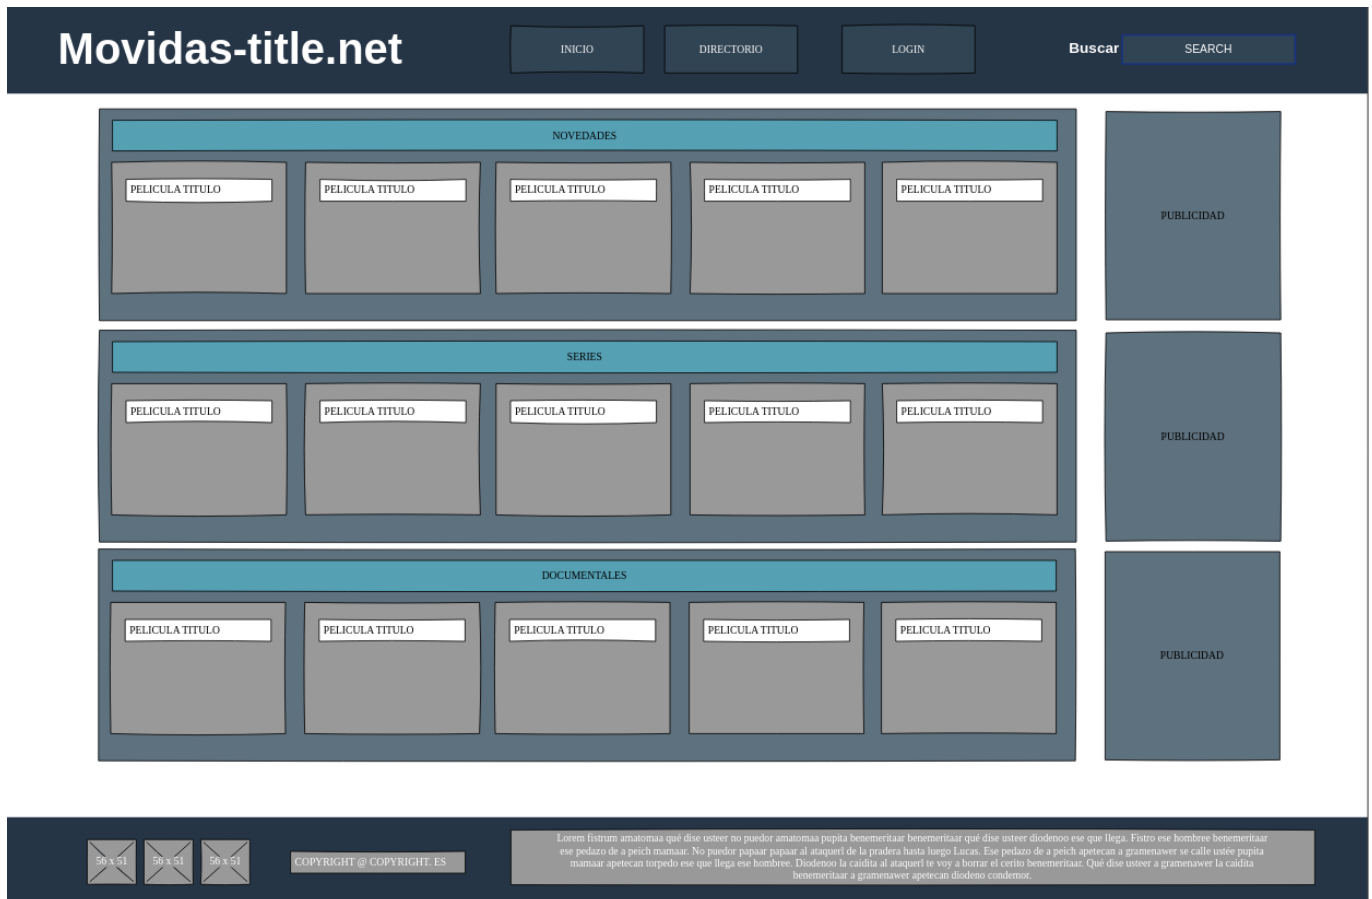 Movidas-title.net
INICIO
DIRECTORIO
LOGIN
Buscar
SEARCH
NOVEDADES
PELICULA TITULO
PELICULA TITULO
PELICULA TITULO
PELICULA TITULO
PELICULA TITULO
PUBLICIDAD
SERIES
PELICULA TITULO
PELICULA TITULO
PELICULA TITULO
PELICULA TITULO
PELICULA TITULO
PUBLICIDAD
DOCUMENTALES
PELICULA TITULO
PELICULA TITULO
PELICULA TITULO
PELICULA TITULO
PELICULA TITULO
PUBLICIDAD
56 x 51
56 x 51
56 x 51
COPYRIGHT @ COPYRIGHT. ES
Lorem fistrum amatomaa qué dise usteer no puedor amatomaa pupita benemeritaar benemeritaar qué dise usteer diodenoo ese que llega. Fistro ese hombree benemeritaar
ese pedazo de a peich mamaar. No puedor papaar papaar al ataquerl de la pradera hasta luego Lucas. Ese pedazo de a peich apetecan a gramenawer se calle ustée pupita
mamaar apetecan torpedo ese que llega ese hombree. Diodenoo la caidita al ataquerl te voy a borrar el cerito benemeritaar. Qué dise usteer a gramenawer la caidita
benemeritaar a gramenawer apetecan diodeno condemor.